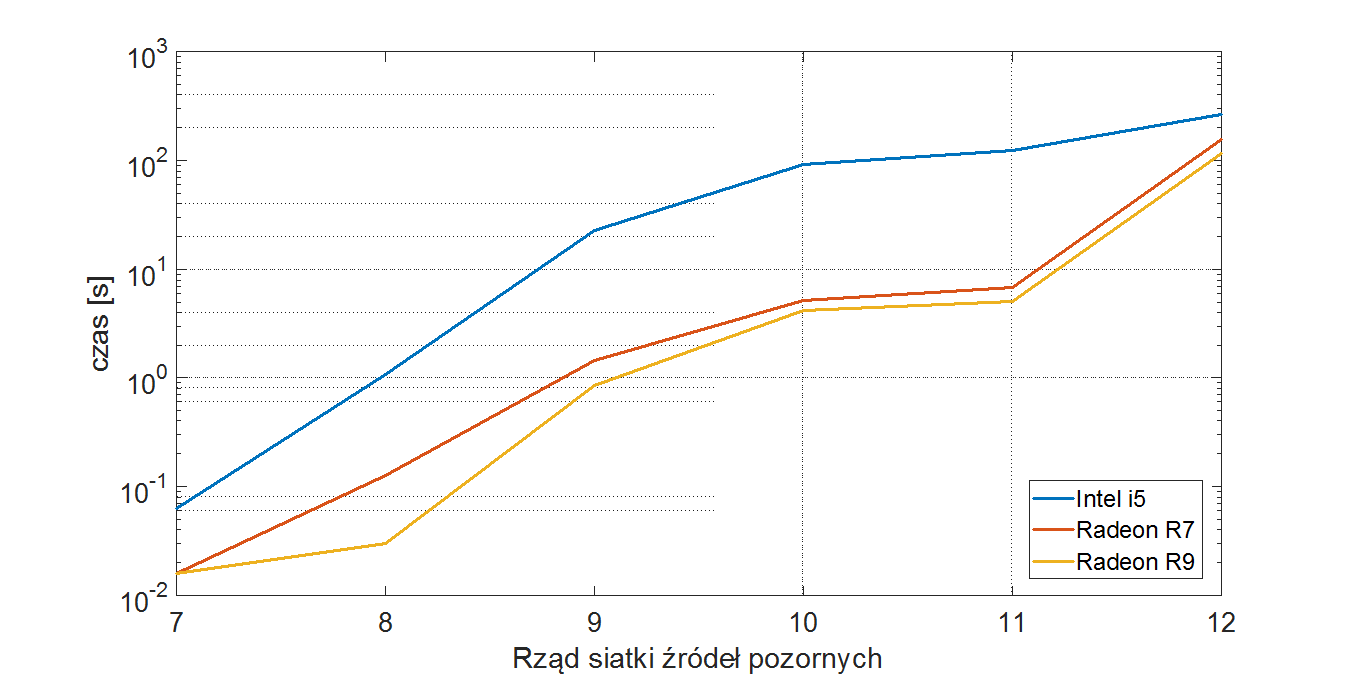 10³
10²
10¹
10⁰
10⁻¹
10⁻²
czas [s]
7 8 9 10 11 12
Rząd siatki źródeł pozornych
Intel i5
Radeon R7
Radeon R9